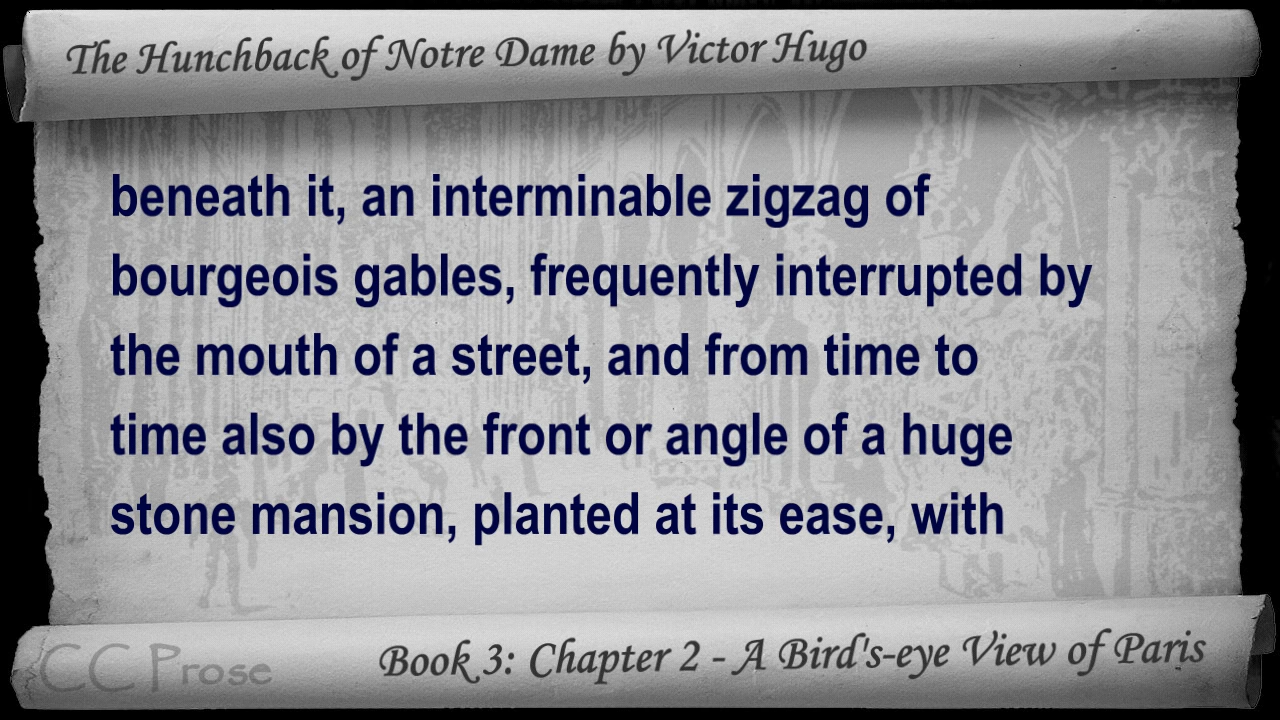 The Hunchback of Notre Dame by Victor Hugo
beneath it, an interminable zigzag of
bourgeois gables, frequently interrupted by
the mouth of a street, and from time to
time also by the front or angle of a huge
stone mansion, planted at its ease, with
CC Prose
Book 3: Chapter 2 - A Bird's-eye View of Paris